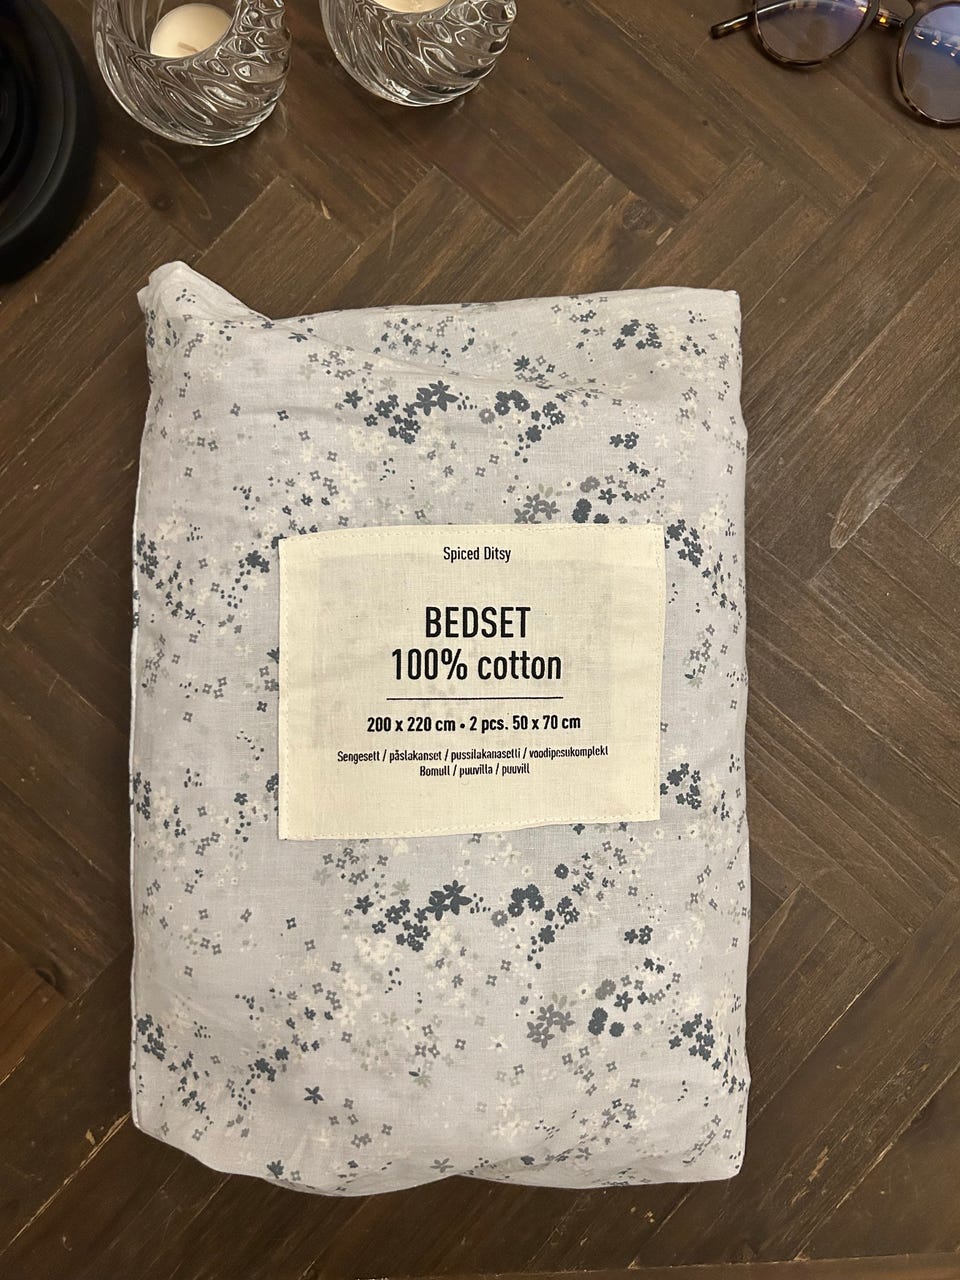 Spiced Ditsy
BEDSET
100% cotton
200 x 220 cm • 2 pcs. 50 x 70 cm
Sengesett / påslakanset / pussilakanasetti / voodipesukomplekt
Bomull / puuvilla / puuvill